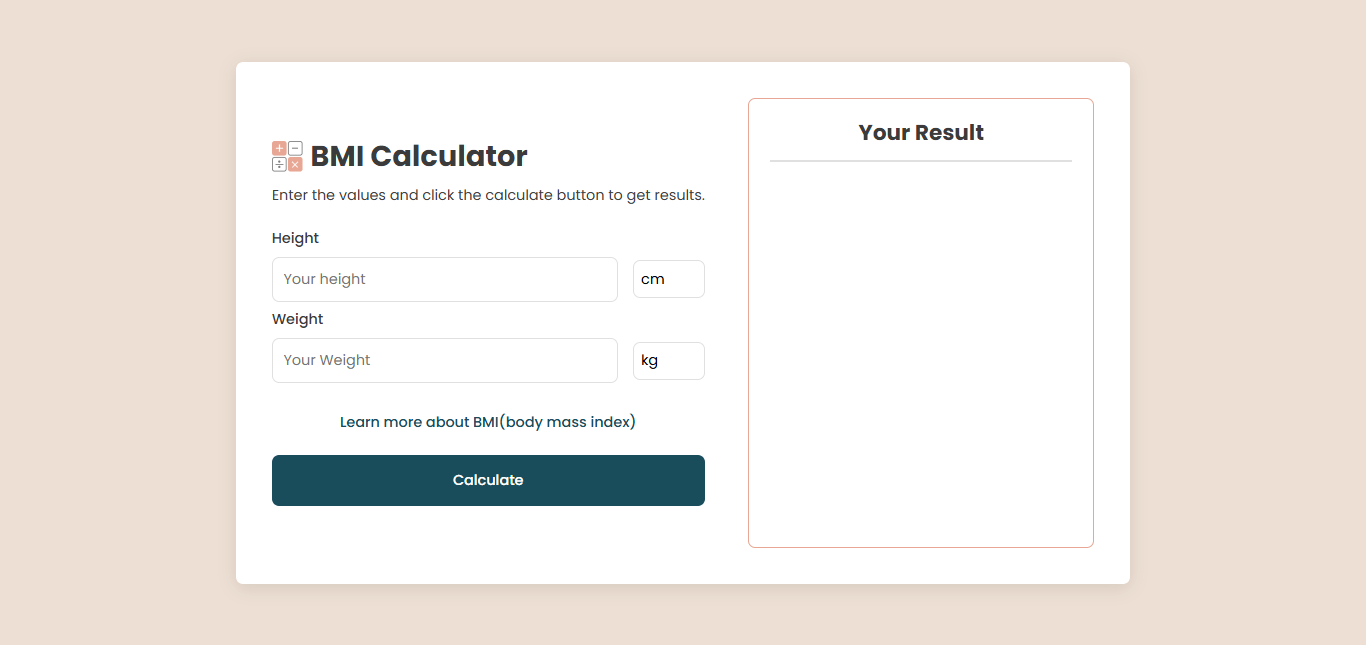 BMI Calculator
Enter the values and click the calculate button to get results.
Height
Your height
cm
Weight
Your Weight
kg
Learn more about BMI(body mass index)
Calculate
Your Result